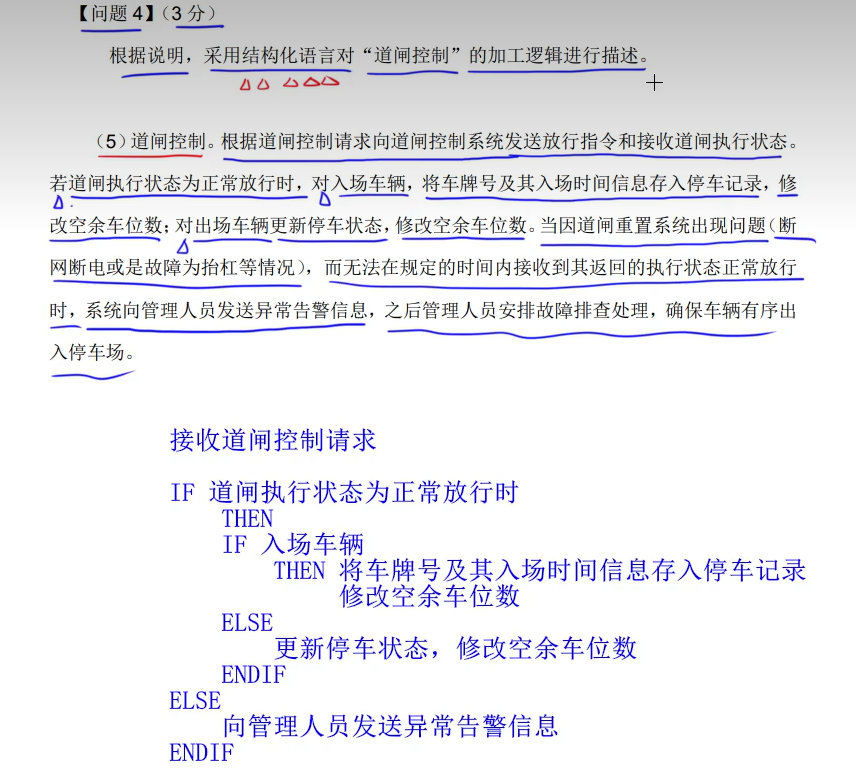 【问题 4】（3 分）
根据说明，采用结构化语言对“道闸控制”的加工逻辑进行描述。
（5）道闸控制。根据道闸控制请求向道闸控制系统发送放行指令和接收道闸执行状态。
若道闸执行状态为正常放行时，对入场车辆，将车牌号及其入场时间信息存入停车记录，修
改空余车位数；对出场车辆更新停车状态，修改空余车位数。当因道闸重置系统出现问题（断
网断电或是故障为抬杠等情况），而无法在规定的时间内接收到其返回的执行状态正常放行
时，系统向管理人员发送异常告警信息，之后管理人员安排故障排查处理，确保车辆有序出
入停车场。
接收道闸控制请求
IF 道闸执行状态为正常放行时
THEN
IF 入场车辆
THEN 将车牌号及其入场时间信息存入停车记录
修改空余车位数
ELSE
更新停车状态，修改空余车位数
ENDIF
ELSE
向管理人员发送异常告警信息
ENDIF